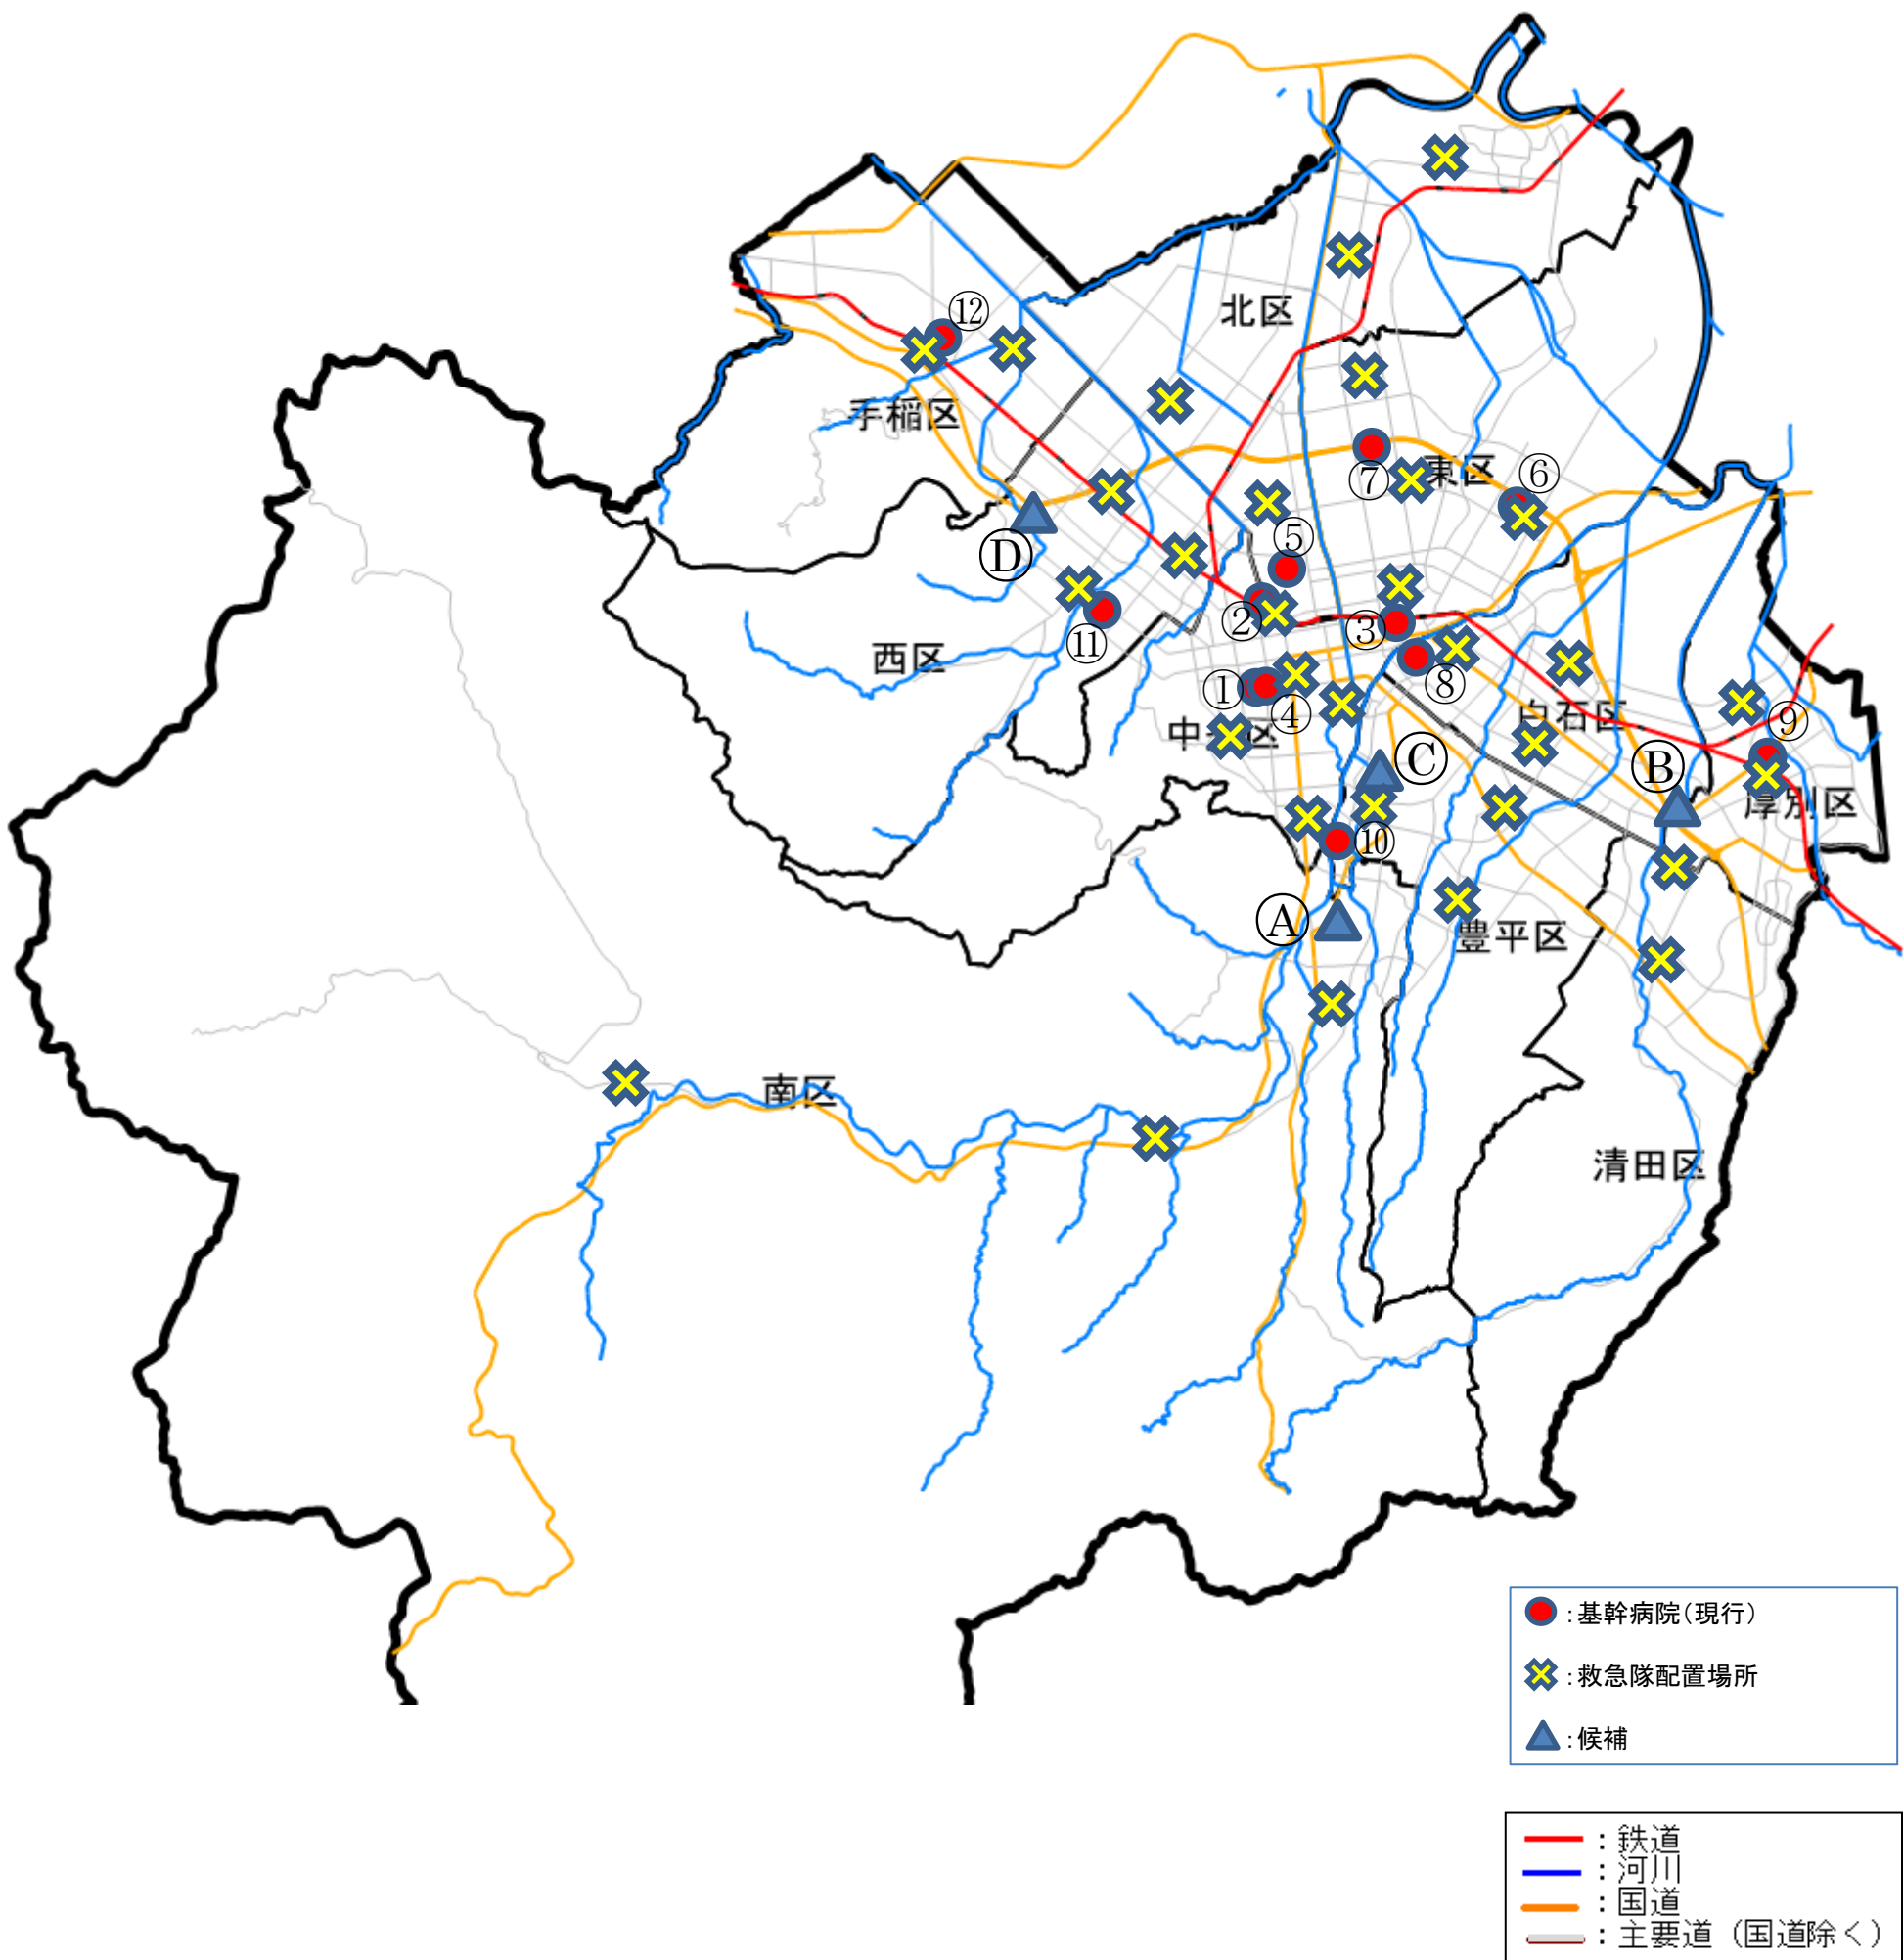 北区
⑫
手稲区
⑦
東区
⑥
⑤
Ⓓ
②
③
⑪
西区
⑧
①
④
白石区
⑨
中央区
Ⓒ
Ⓑ
厚別区
⑩
Ⓐ
豊平区
南区
清田区
:基幹病院(現行)
:救急隊配置場所
:候補
:鉄道
:河川
:国道
:主要道(国道除く)